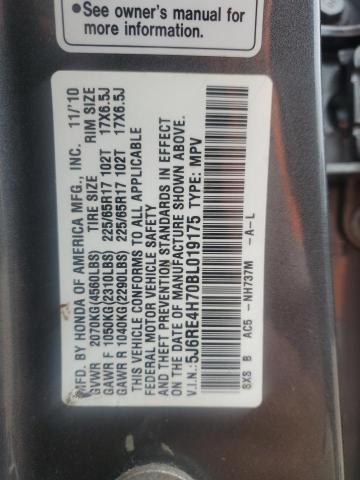 See owner's manual for
more information.
MFD. BY HONDA OF AMERICA MFG., INC. 11/'10
TIRE SIZE RIM SIZE
GVWR 2070KG(4560LBS)
GAWR F 1050KG(2310LBS) 225/65R17 102T 17X6.5J
GAWR R 1040KG(2290LBS) 225/65R17 102T 17X6.5J
THIS VEHICLE CONFORMS TO ALL APPLICABLE
FEDERAL MOTOR VEHICLE SAFETY
AND THEFT PREVENTION STANDARDS IN EFFECT
ON THE DATE OF MANUFACTURE SHOWN ABOVE.
V.I.N.: 5J6RE4H70BL019175 TYPE: MPV
8X8 B AC5 -NH737M -A-L